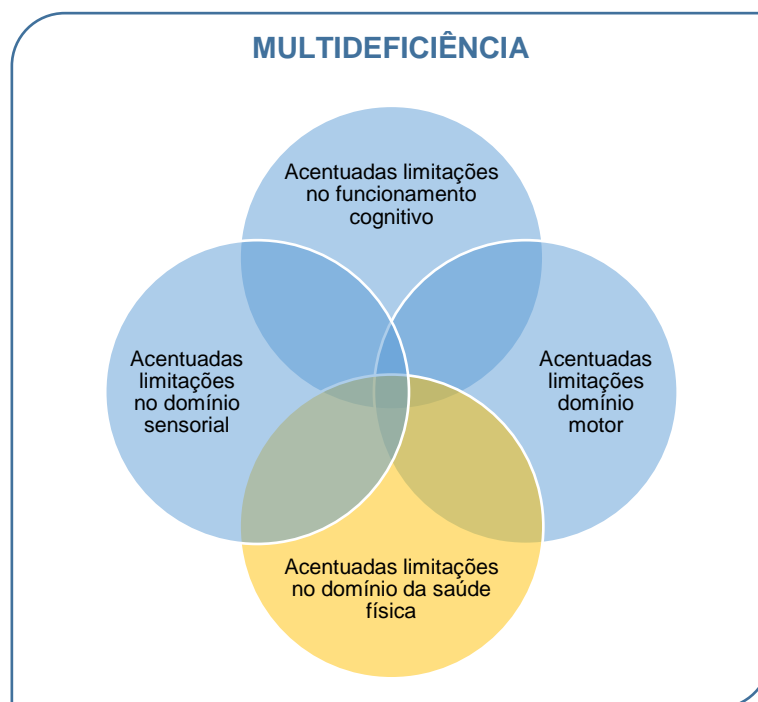 MULTIDEFICIÊNCIA
Acentuadas limitações
no funcionamento
cognitivo
Acentuadas
limitações
no domínio
sensorial
Acentuadas
limitações
domínio
motor
Acentuadas limitações
no domínio da saúde
física